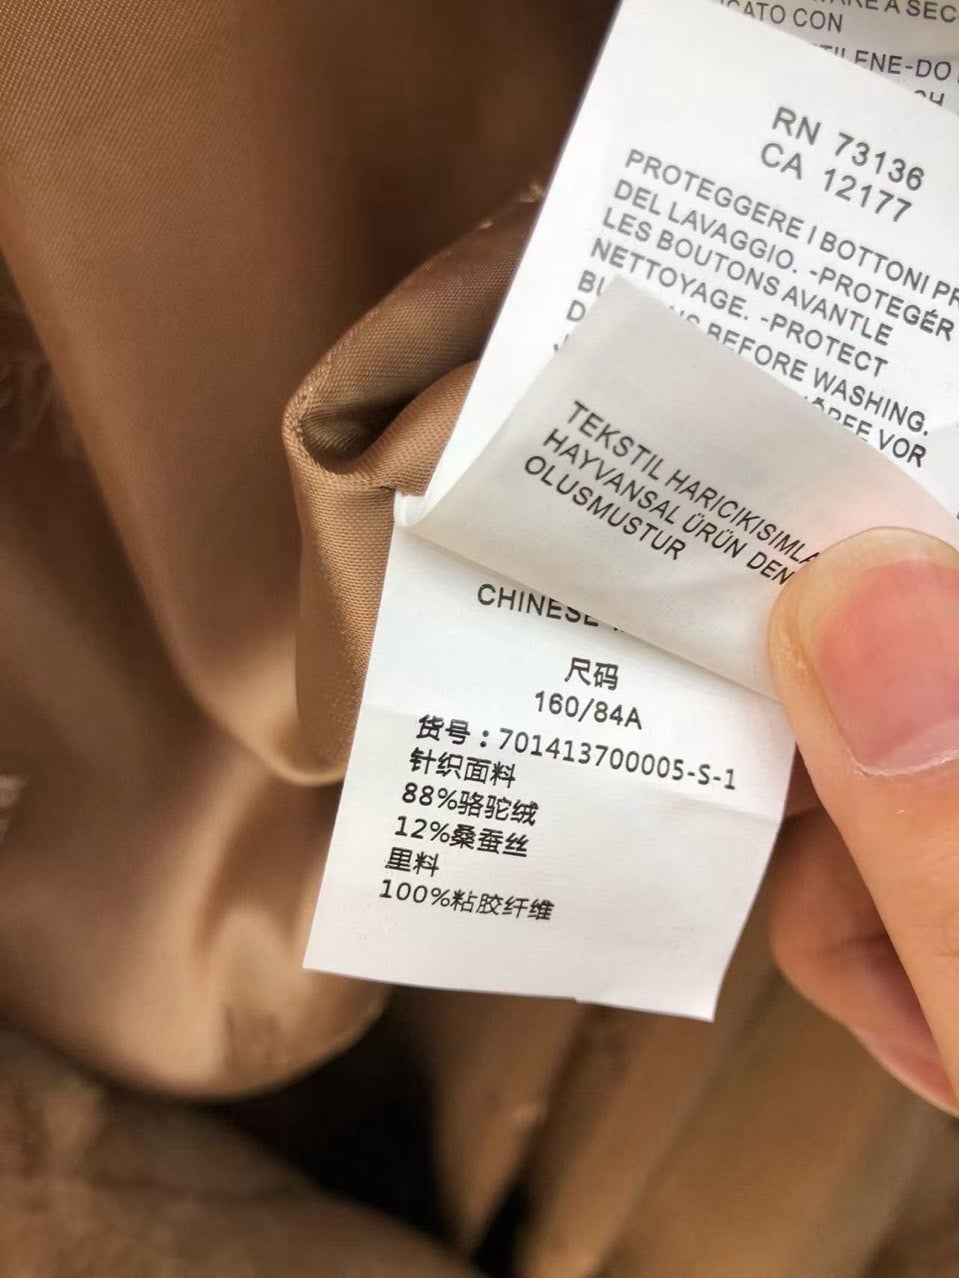 CATO CON
RN 73136
CA 12177
PROTEGGERE I BOTTONI
DEL LAVAGGIO. -PROTEGÉR
LES BOUTONS AVANTLE
NETTOYAGE. -PROTECT
BEFORE WASHING.
VOR
TEKSTIL HARICIKISIMLA
HAYVANSAL ÜRÜN DEN
OLUSMUSTUR
CHINESE
尺码
160/84A
货号：701413700005-S-1
针织面料
88%骆驼绒
12%桑蚕丝
里料
100%粘胶纤维